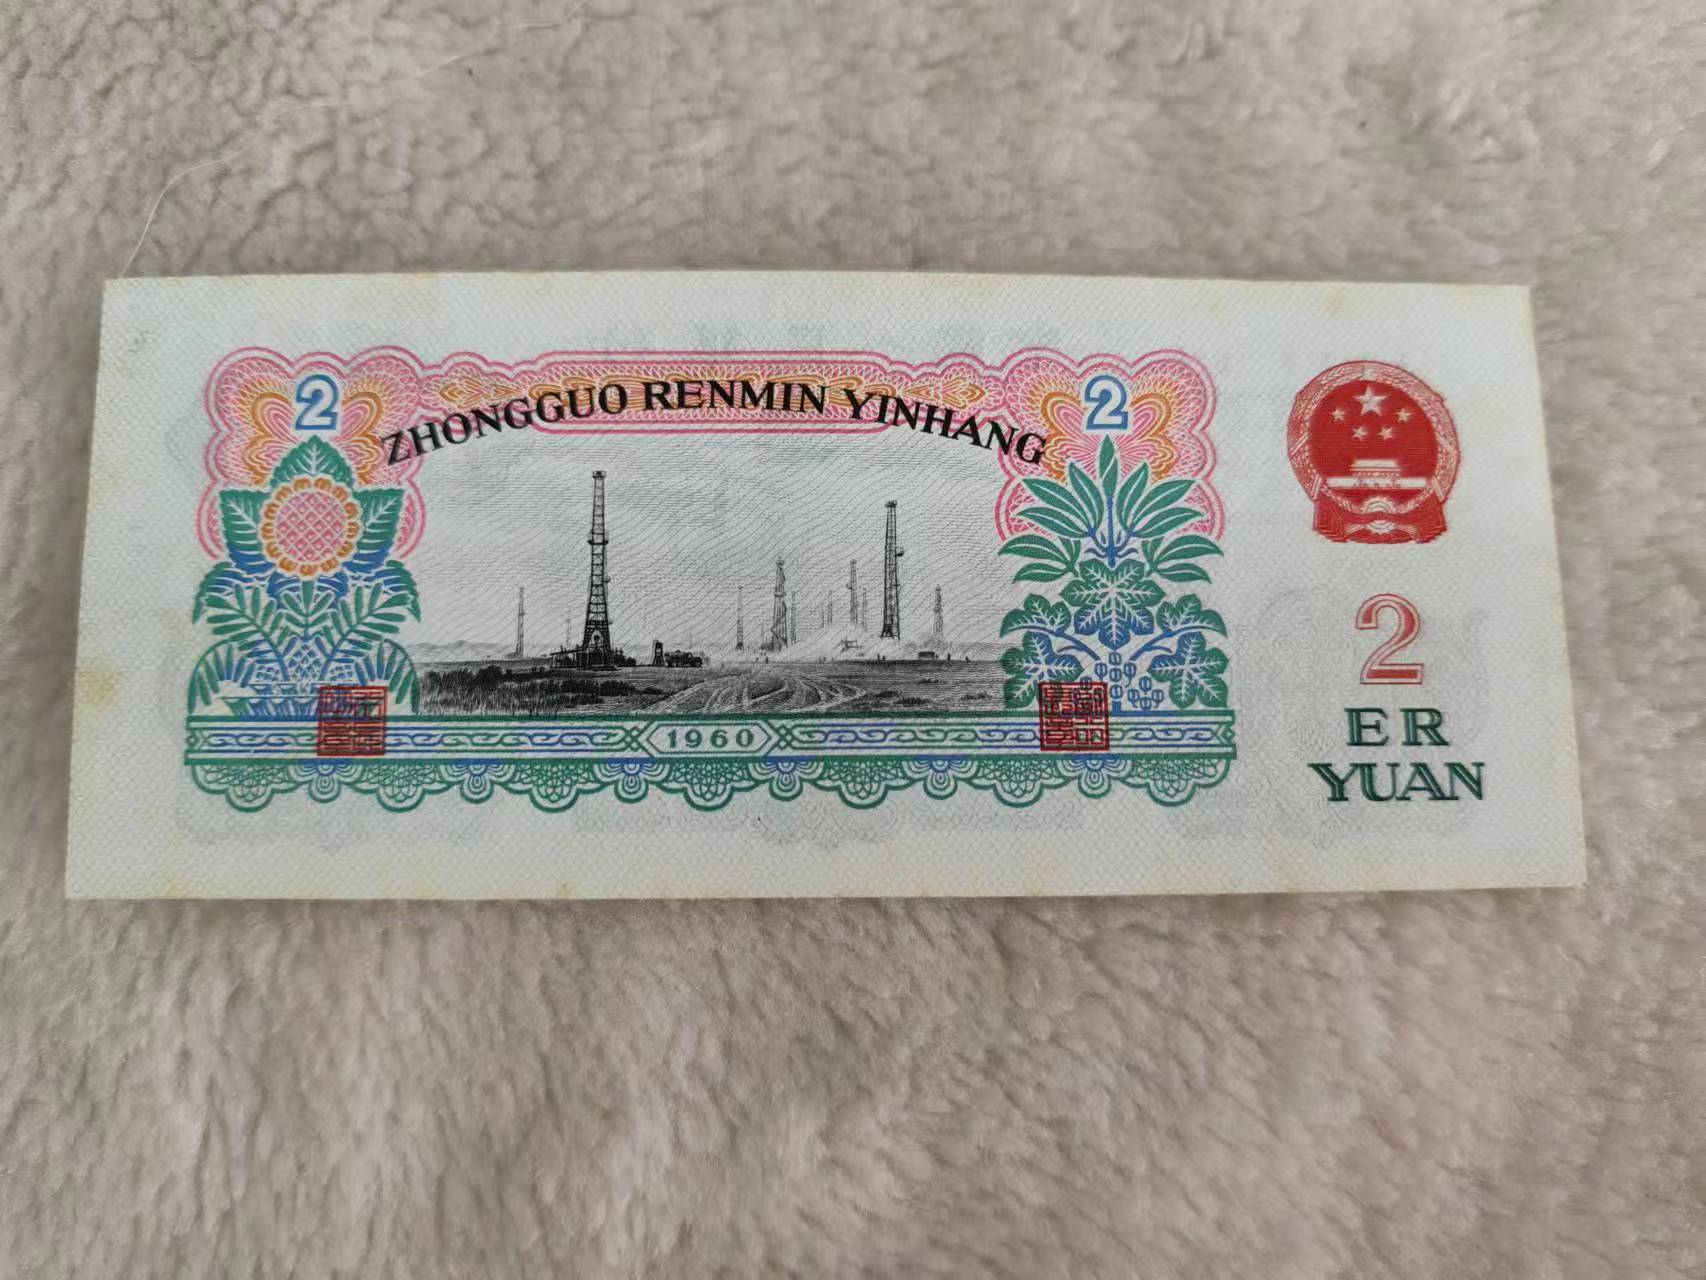 2
2
ZHONGGUO RENMIN YINHANG
1960
2
ER
YUAN